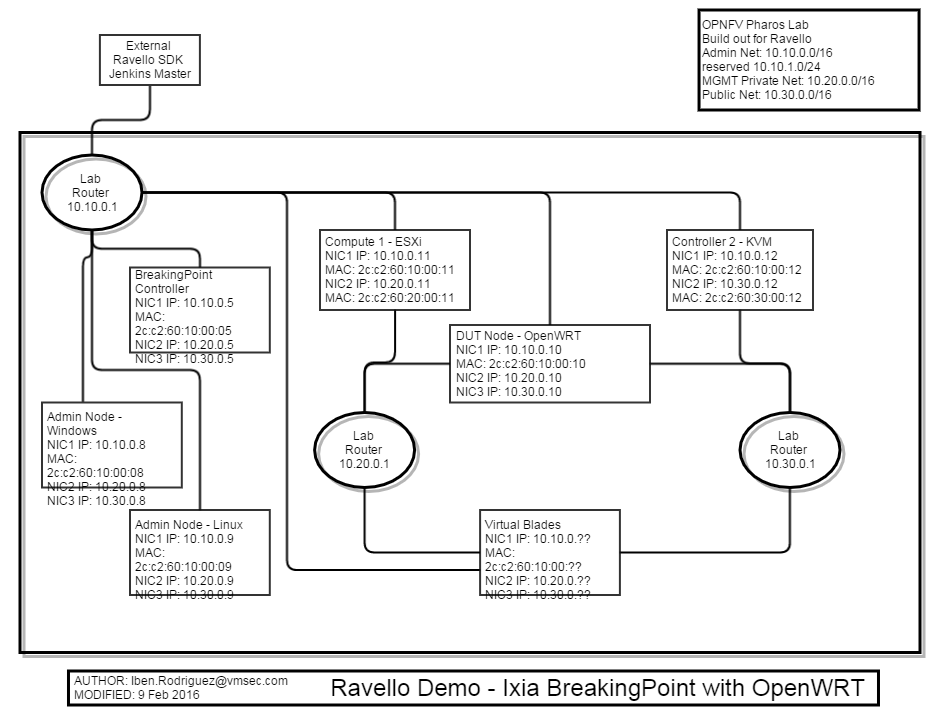 External
Ravello SDK
Jenkins Master
OPNFV Pharos Lab
Build out for Ravello
Admin Net: 10.10.0.0/16
reserved 10.10.1.0/24
MGMT Private Net: 10.20.0.0/16
Public Net: 10.30.0.0/16
Lab
Router
10.10.0.1
BreakingPoint
Controller
NIC1 IP: 10.10.0.5
MAC:
2c:c2:60:10:00:05
NIC2 IP: 10.20.0.5
NIC3 IP: 10.30.0.5
Compute 1 - ESXi
NIC1 IP: 10.10.0.11
MAC: 2c:c2:60:10:00:11
NIC2 IP: 10.20.0.11
MAC: 2c:c2:60:20:00:11
Controller 2 - KVM
NIC1 IP: 10.10.0.12
MAC: 2c:c2:60:10:00:12
NIC2 IP: 10.30.0.12
MAC: 2c:c2:60:30:00:12
DUT Node - OpenWRT
NIC1 IP: 10.10.0.10
MAC: 2c:c2:60:10:00:10
NIC2 IP: 10.20.0.10
NIC3 IP: 10.30.0.10
Admin Node -
Windows
NIC1 IP: 10.10.0.8
MAC:
2c:c2:60:10:00:08
NIC2 IP: 10.20.0.8
NIC3 IP: 10.30.0.8
Lab
Router
10.20.0.1
Lab
Router
10.30.0.1
Admin Node - Linux
NIC1 IP: 10.10.0.9
MAC:
2c:c2:60:10:00:09
NIC2 IP: 10.20.0.9
NIC3 IP: 10.30.0.9
Virtual Blades
NIC1 IP: 10.10.0.??
MAC:
2c:c2:60:10:00:??
NIC2 IP: 10.20.0.??
NIC3 IP: 10.30.0.??
AUTHOR: Iben.Rodriguez@vmsec.com
MODIFIED: 9 Feb 2016
Ravello Demo - Ixia BreakingPoint with OpenWRT